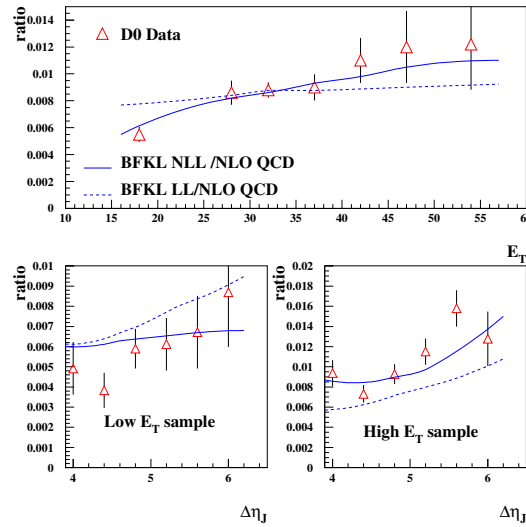 ratio
0.014
0.012
0.01
0.008
0.006
0.004
0.002
0
D0 Data
BFKL NLL /NLO QCD
BFKL LL/NLO QCD
10 15 20 25 30 35 40 45 50 55 6
E_T
ratio
0.01
0.009
0.008
0.007
0.006
0.005
0.004
0.003
0.002
0.001
0
Low E_T sample
4 5 6
Δη_J
ratio
0.02
0.018
0.016
0.014
0.012
0.01
0.008
0.006
0.004
0.002
0
High E_T sample
4 5 6
Δη_J